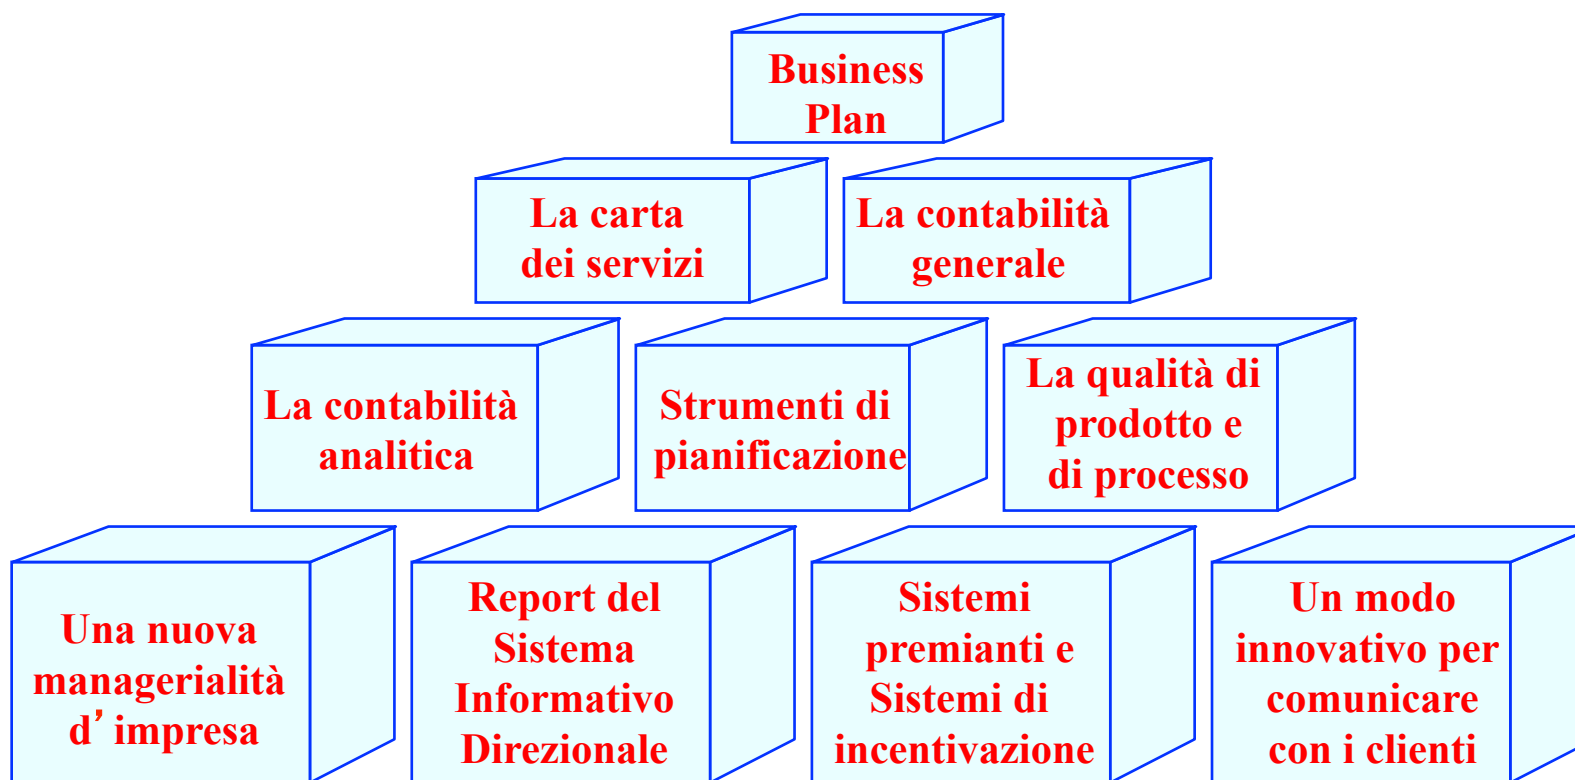 Business
Plan
La carta
dei servizi
La contabilità
generale
La contabilità
analitica
Strumenti di
pianificazione
La qualità di
prodotto e
di processo
Una nuova
managerialità
d’ impresa
Report del
Sistema
Informativo
Direzionale
Sistemi
premianti e
Sistemi di
incentivazione
Un modo
innovativo per
comunicare
con i clienti